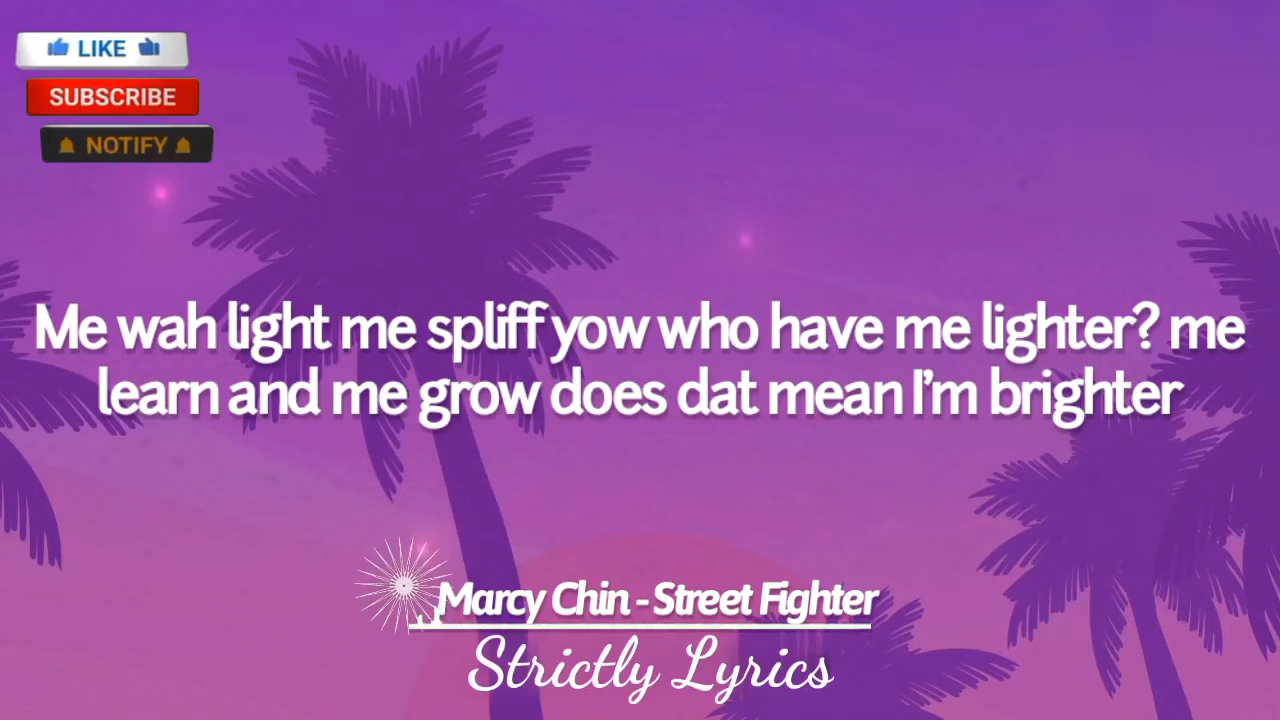 LIKE
SUBSCRIBE
NOTIFY
Me wah light me spliff yow who have me lighter? me
learn and me grow does dat mean I'm brighter
Marcy Chin - Street Fighter
Strictly Lyrics